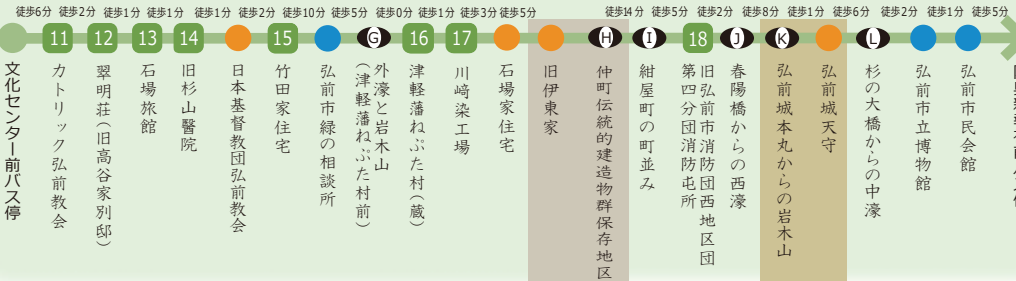 徒歩6分 徒歩2分 徒歩1分 徒歩1分 徒歩1分 徒歩2分 徒歩10分 徒歩5分 徒歩0分 徒歩1分 徒歩3分 徒歩5分 徒歩14分 徒歩5分 徒歩2分 徒歩8分 徒歩1分 徒歩6分 徒歩2分 徒歩1分 徒歩5分
11 12 13 14 15 G 16 17 H I 18 J K L
文化センター前バス停
カトリック弘前教会
翠明荘(旧高谷家別邸)
石場旅館
旧杉山醫院
日本基督教団弘前教会
竹田家住宅
弘前市緑の相談所
外濠と岩木山
(津軽藩ねぷた村前)
津軽藩ねぷた村(蔵)
川﨑染工場
石場家住宅
旧伊東家
仲町伝統的建造物群保存地区
紺屋町の町並み
旧弘前市消防団西地区団
第四分団消防屯所
春陽橋からの西濠
弘前城本丸からの岩木山
弘前城天守
杉の大橋からの中濠
弘前市立博物館
弘前市民会館